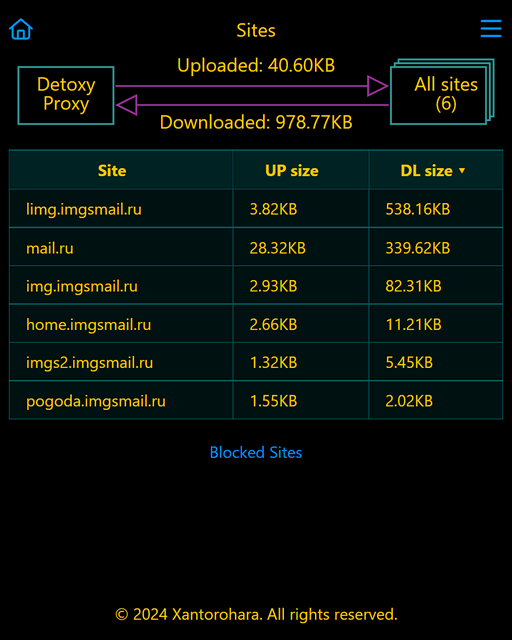 Sites
Uploaded: 40.60KB
Detoxy
Proxy
All sites
(6)
Downloaded: 978.77KB
Site UP size DL size ▼
limg.imgsmail.ru 3.82KB 538.16KB
mail.ru 28.32KB 339.62KB
img.imgsmail.ru 2.93KB 82.31KB
home.imgsmail.ru 2.66KB 11.21KB
imgs2.imgsmail.ru 1.32KB 5.45KB
pogoda.imgsmail.ru 1.55KB 2.02KB
Blocked Sites
© 2024 Xantorohara. All rights reserved.